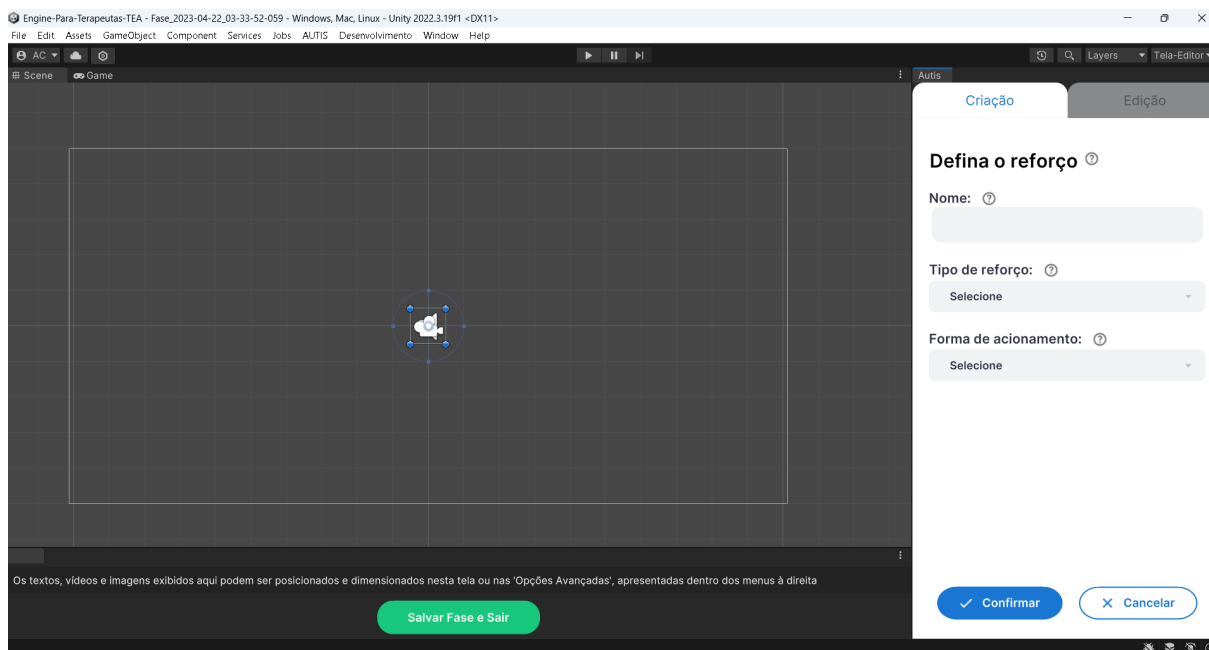 Engine-Para-Terapeutas-TEA - Fase_2023-04-22_03-33-52-059 - Windows, Mac, Linux - Unity 2022.3.19f1 <DX11>
File Edit Assets GameObject Component Services Jobs AUTIS Desenvolvimento Window Help
AC Layers Tela-Editor
Scene Game Autis
Criação Edição
Defina o reforço ?
Nome: ?
Tipo de reforço: ?
Selecione
Forma de acionamento: ?
Selecione
Os textos, vídeos e imagens exibidos aqui podem ser posicionados e dimensionados nesta tela ou nas 'Opções Avançadas', apresentadas dentro dos menus à direita
Salvar Fase e Sair
Confirmar Cancelar